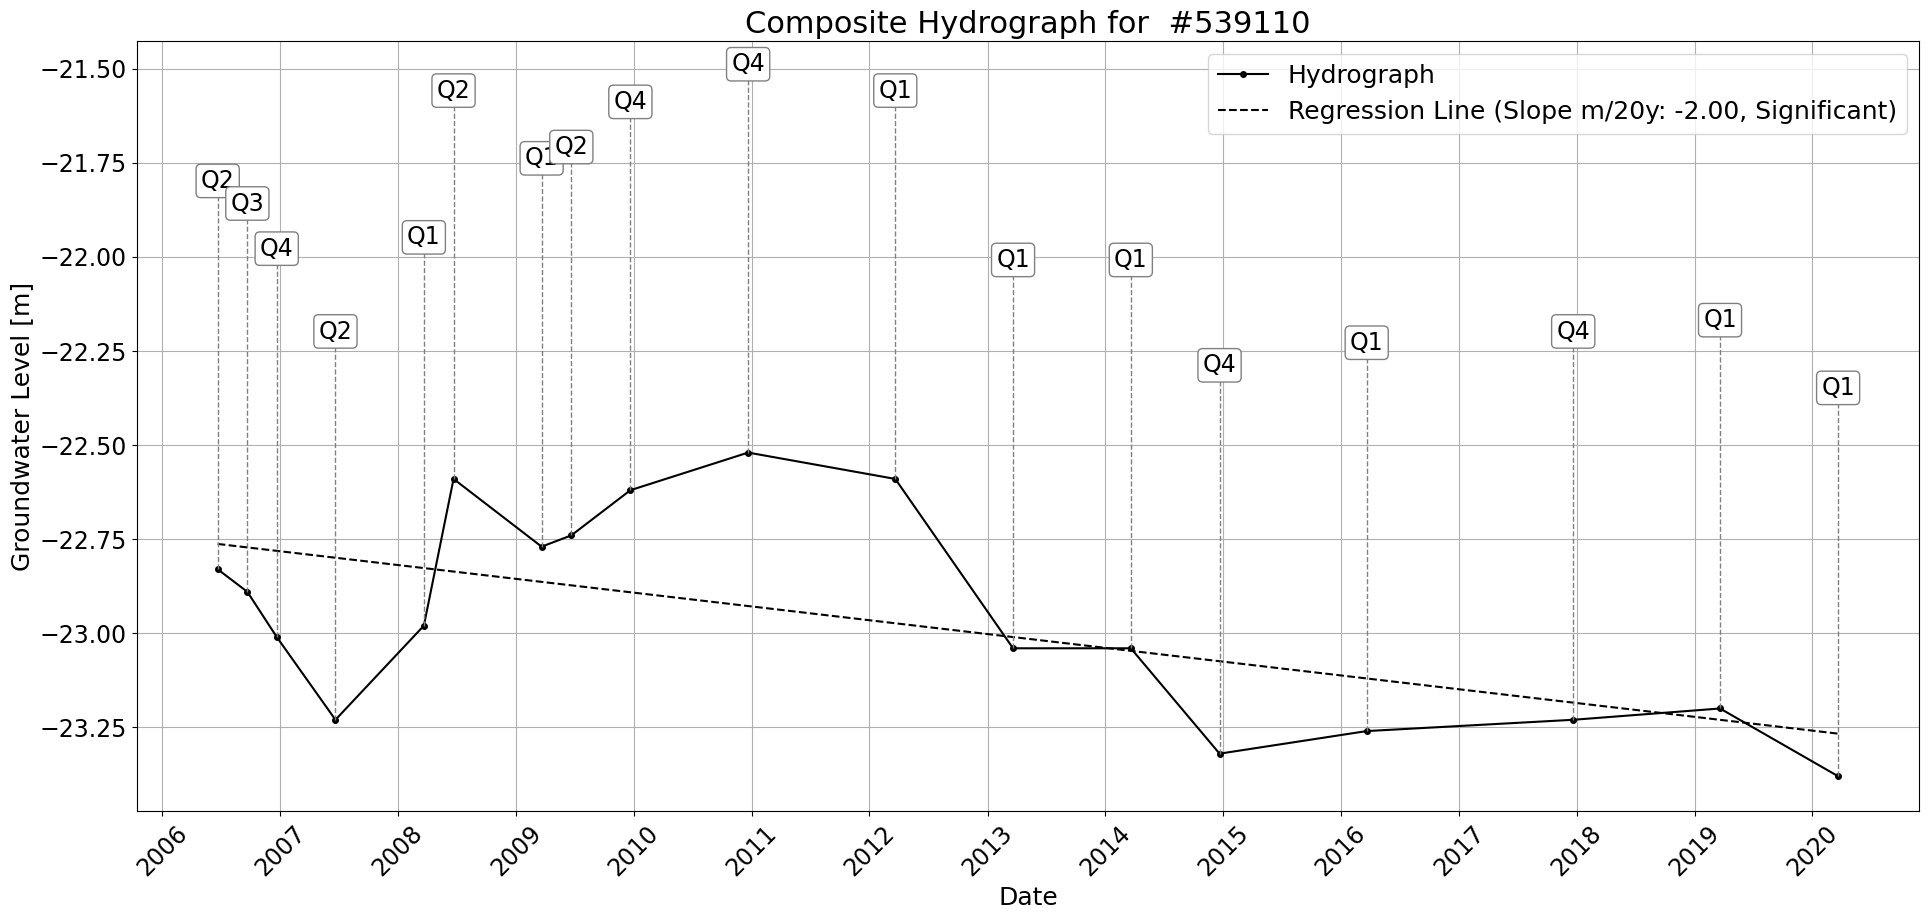 Composite Hydrograph for  #539110
Hydrograph
Regression Line (Slope m/20y: -2.00, Significant)
Groundwater Level [m]
−21.50
−21.75
−22.00
−22.25
−22.50
−22.75
−23.00
−23.25
Q2
Q3
Q4
Q2
Q1
Q2
Q1
Q2
Q4
Q4
Q1
Q1
Q1
Q4
Q1
Q4
Q1
Q1
2006
2007
2008
2009
2010
2011
2012
2013
2014
2015
2016
2017
2018
2019
2020
Date